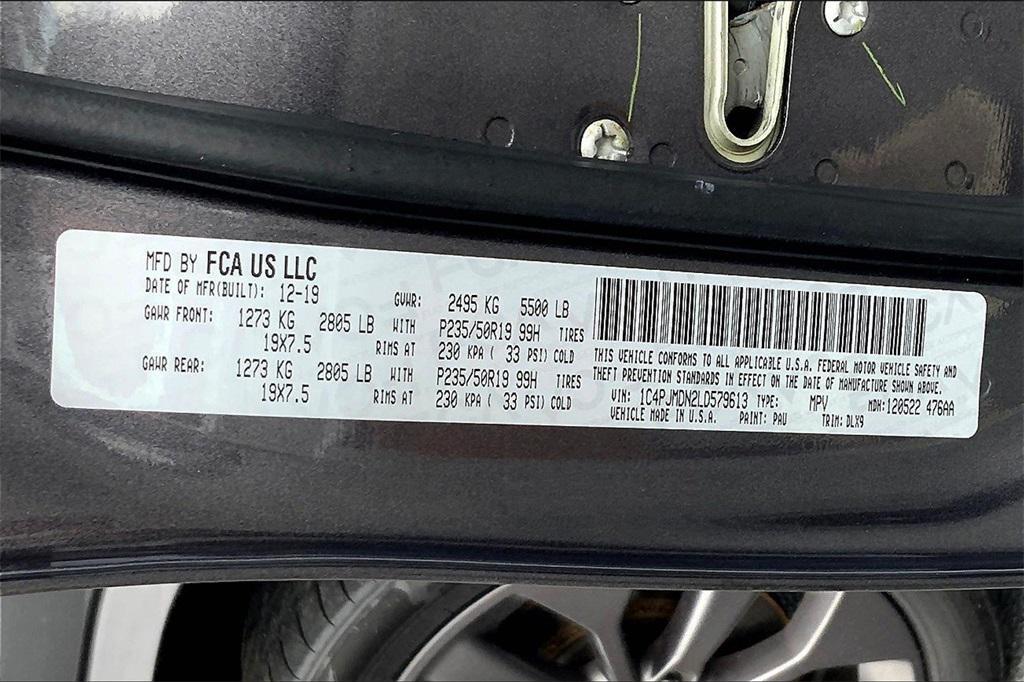 MFD BY FCA US LLC
DATE OF MFR(BUILT): 12-19 GVWR: 2495 KG 5500 LB
GAWR FRONT: 1273 KG 2805 LB WITH P235/50R19 99H TIRES
19X7.5 RIMS AT 230 KPA ( 33 PSI) COLD
GAWR REAR: 1273 KG 2805 LB WITH P235/50R19 99H TIRES
19X7.5 RIMS AT 230 KPA ( 33 PSI) COLD
THIS VEHICLE CONFORMS TO ALL APPLICABLE U.S.A. FEDERAL MOTOR VEHICLE SAFETY AND
THEFT PREVENTION STANDARDS IN EFFECT ON THE DATE OF MANUFACTURE SHOWN ABOVE.
VIN: 1C4PJMDN2LD579613 TYPE: MPV MDH: 120522 476AA
VEHICLE MADE IN U.S.A. PAINT: PAU TRIM: DLX9